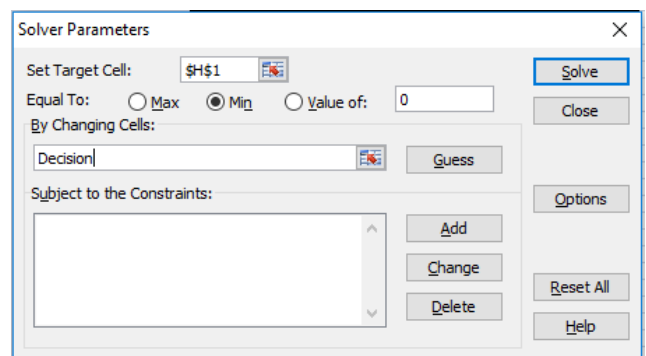 Solver Parameters
Set Target Cell: $H$1 Solve
Equal To: Max Min Value of: 0 Close
By Changing Cells:
Decision Guess
Subject to the Constraints: Options
Add
Change Reset All
Delete Help